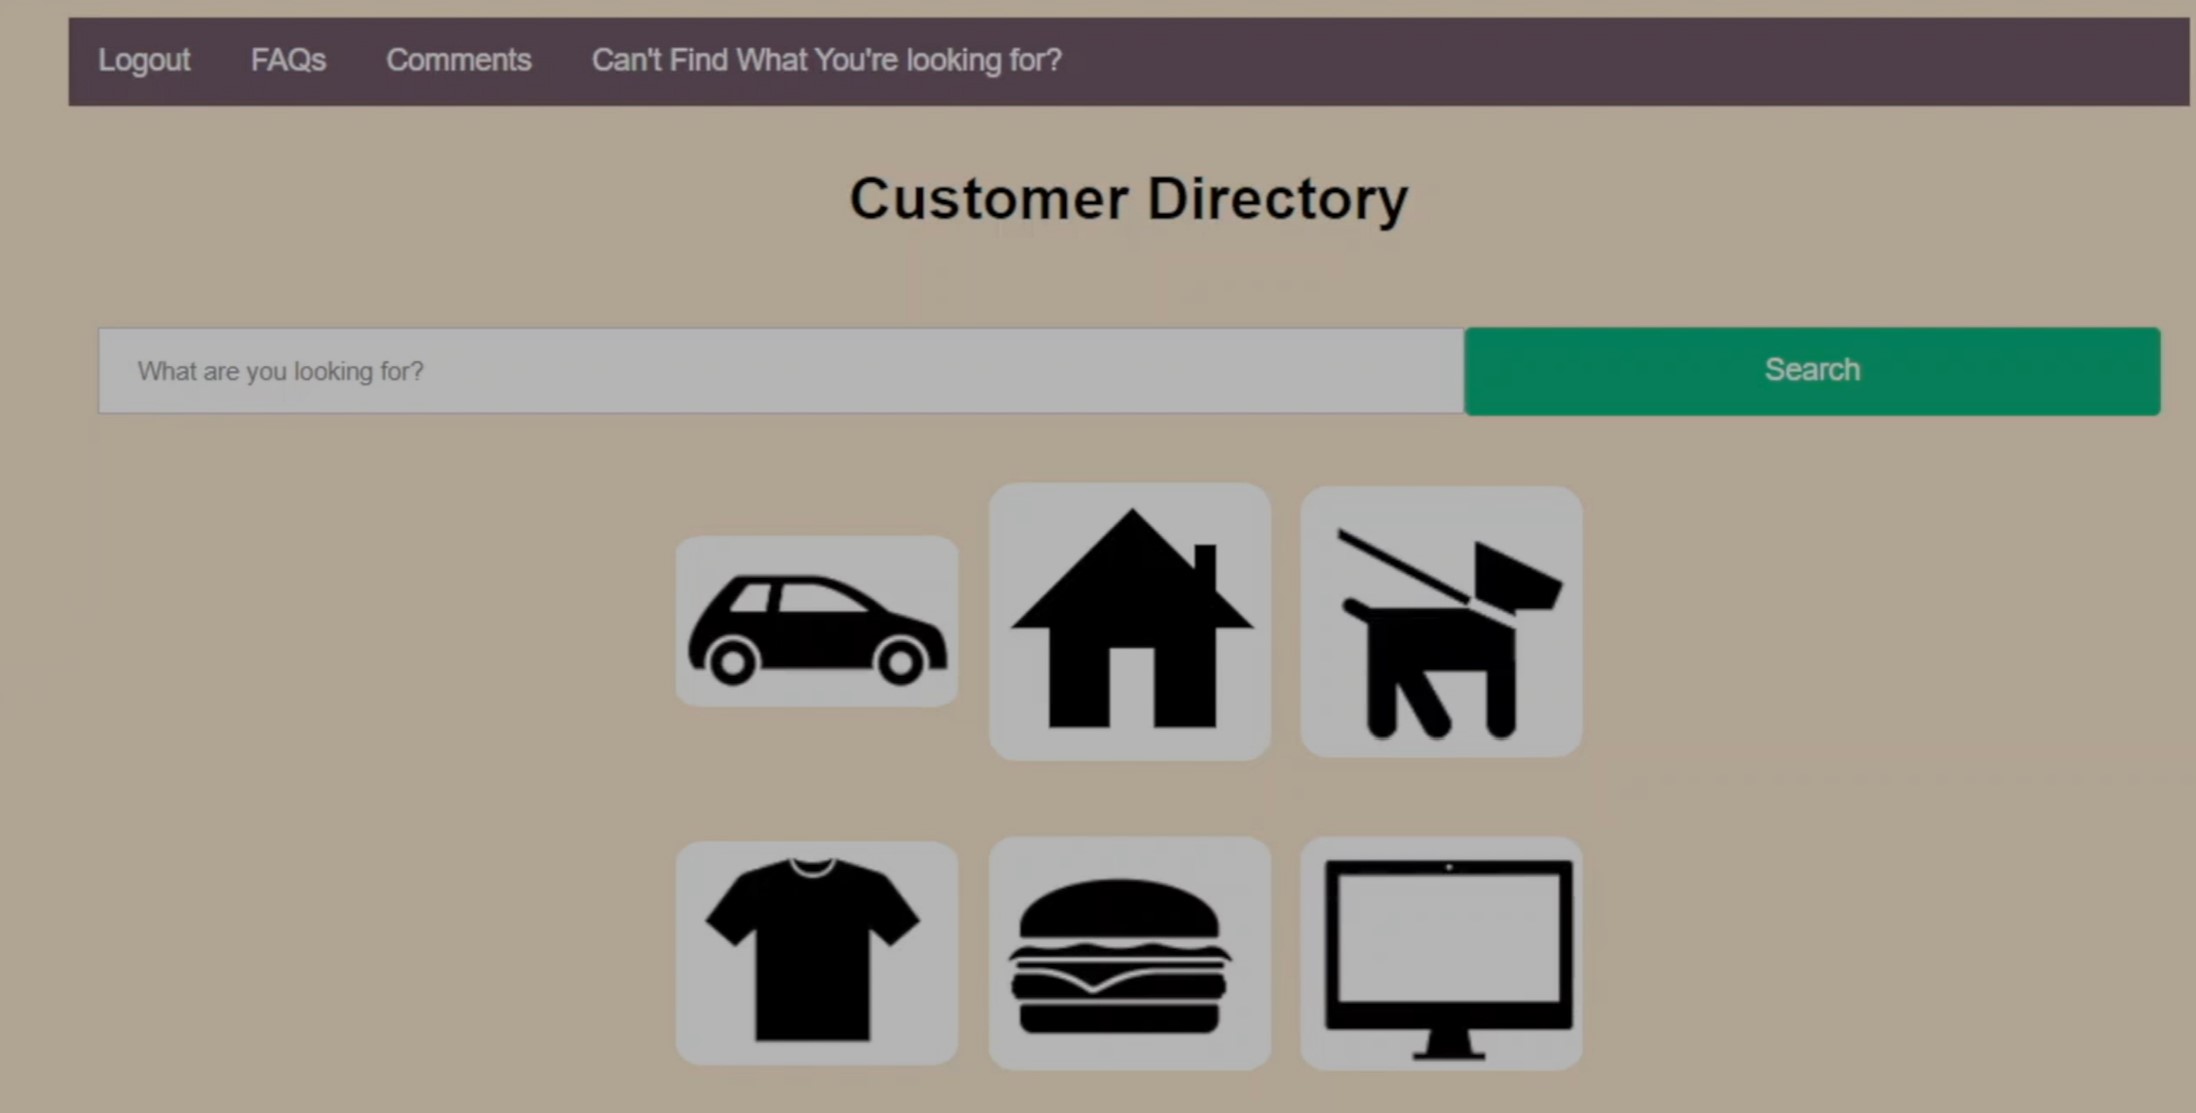 Logout FAQs Comments Can't Find What You're looking for?
Customer Directory
What are you looking for? Search